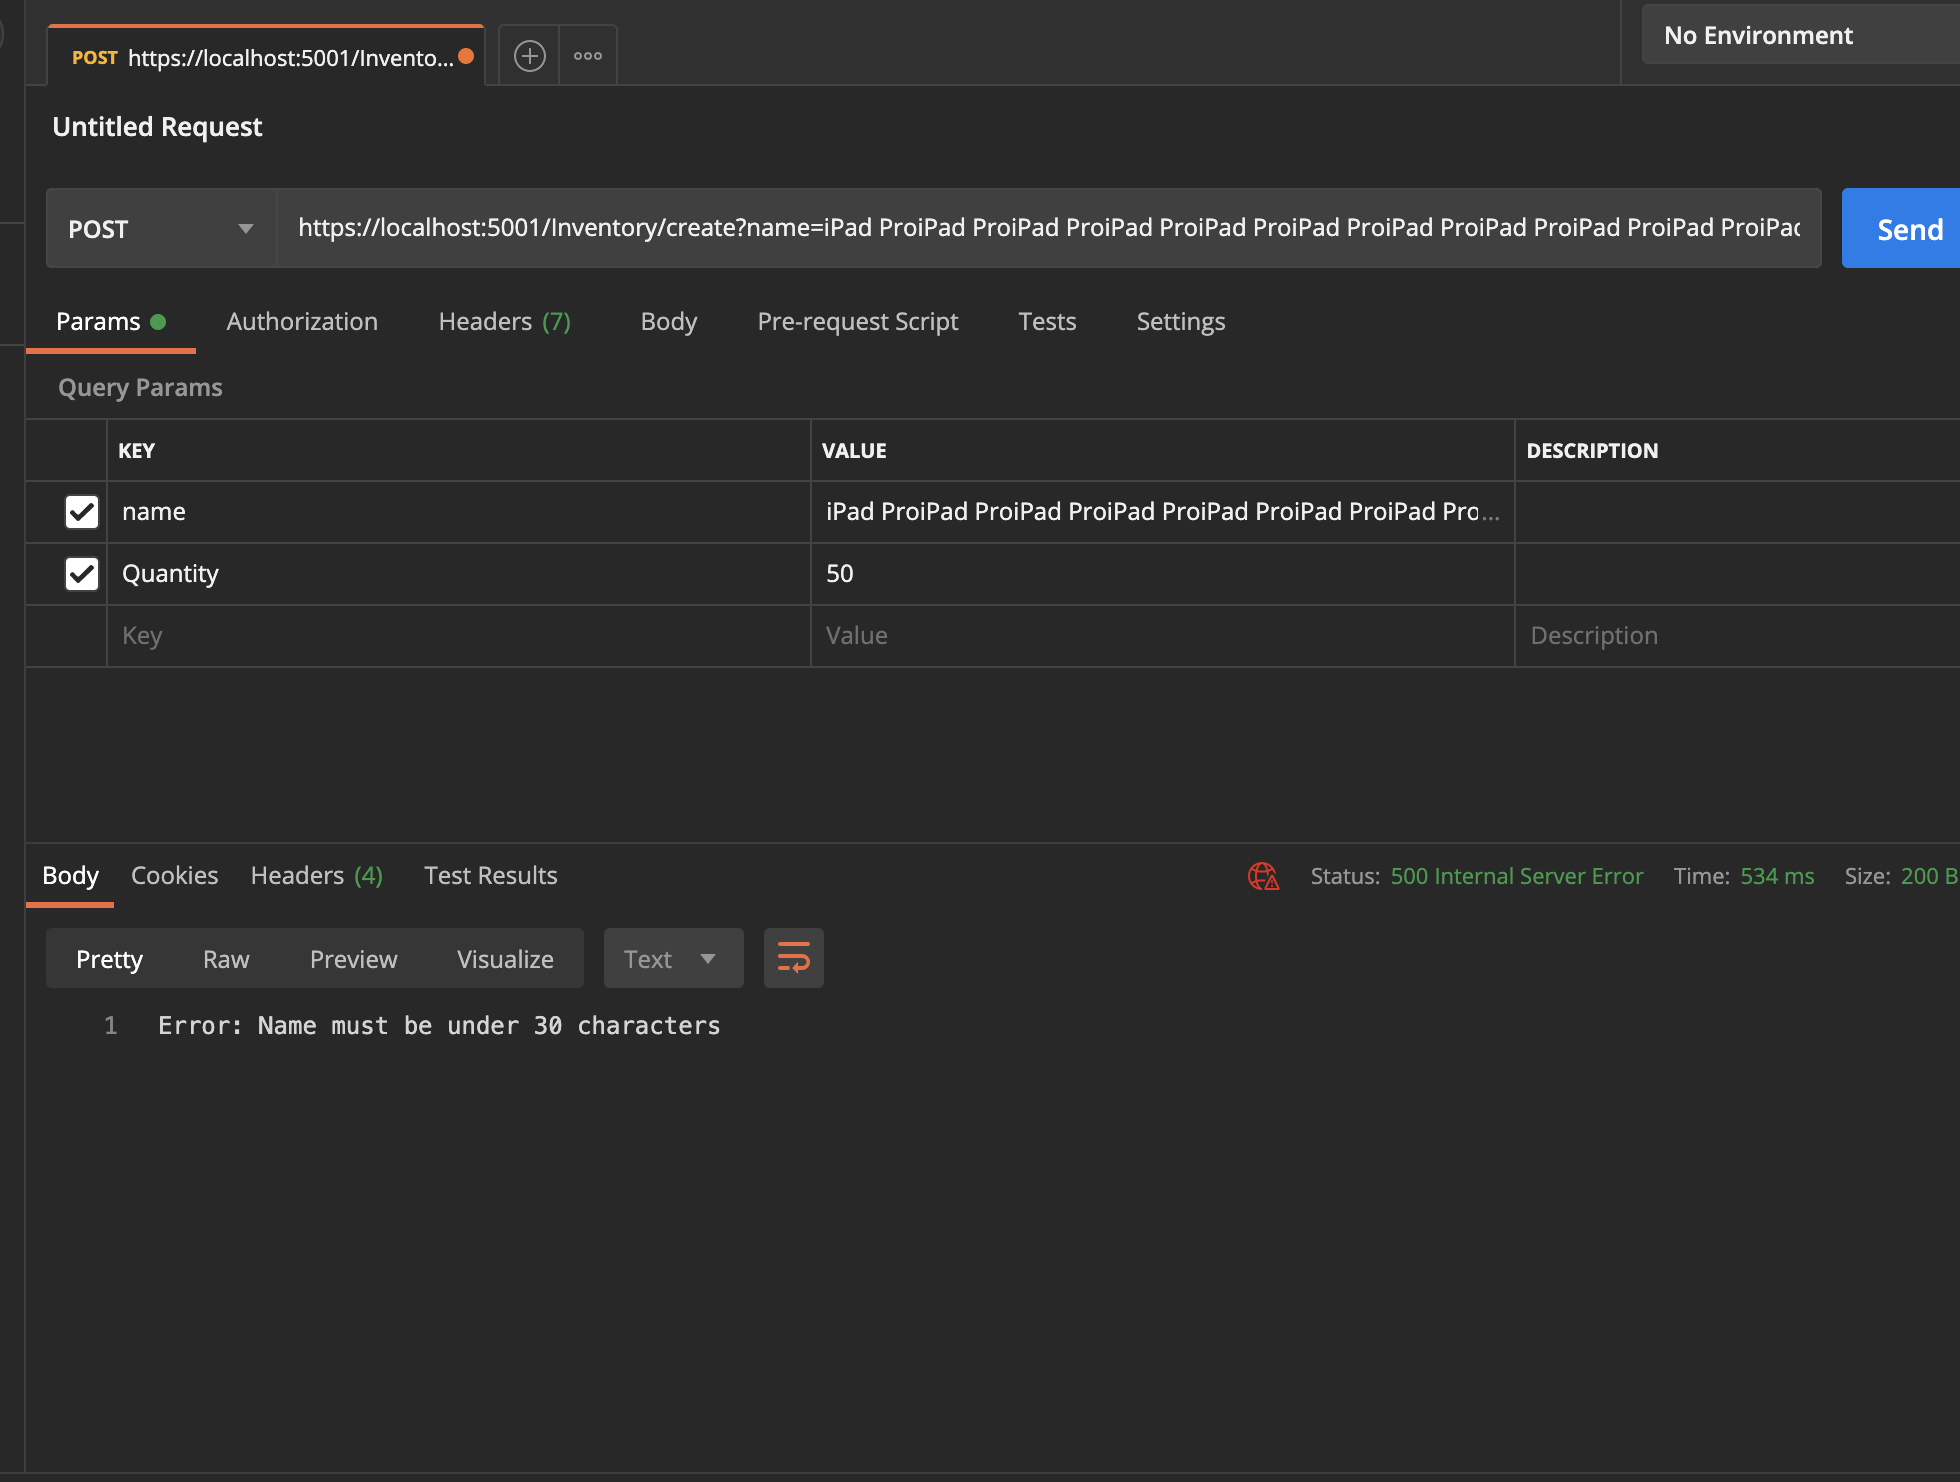 POST https://localhost:5001/Invento...
No Environment
Untitled Request
POST https://localhost:5001/Inventory/create?name=iPad ProiPad ProiPad ProiPad ProiPad ProiPad ProiPad ProiPad ProiPad ProiPad ProiPad Send
Params Authorization Headers (7) Body Pre-request Script Tests Settings
Query Params
KEY VALUE DESCRIPTION
name iPad ProiPad ProiPad ProiPad ProiPad ProiPad ProiPad Pro...
Quantity 50
Key Value Description
Body Cookies Headers (4) Test Results Status: 500 Internal Server Error Time: 534 ms Size: 200 B
Pretty Raw Preview Visualize Text
1 Error: Name must be under 30 characters